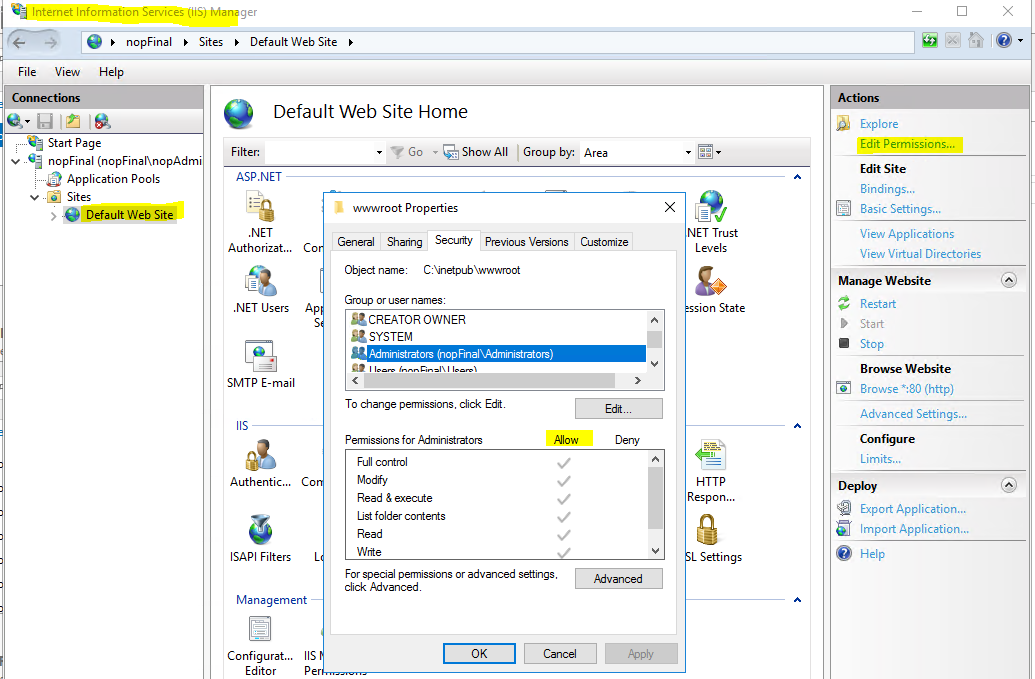 Internet Information Services (IIS) Manager
nopFinal Sites Default Web Site
File View Help
Connections
Start Page
nopFinal (nopFinal\nopAdmi
Application Pools
Sites
Default Web Site
Default Web Site Home
Filter: Go Show All Group by: Area
ASP.NET
.NET
Authorizat...
.NET Users
SMTP E-mail
.NET Trust
Levels
ession State
IIS
Authentic...
ISAPI Filters
HTTP
Respon...
SL Settings
Management
Configurat...
Editor
IIS M
Permissions
wwwroot Properties
General Sharing Security Previous Versions Customize
Object name: C:\inetpub\wwwroot
Group or user names:
CREATOR OWNER
SYSTEM
Administrators (nopFinal\Administrators)
Users (nopFinal\Users)
To change permissions, click Edit.
Edit...
Permissions for Administrators Allow Deny
Full control
Modify
Read & execute
List folder contents
Read
Write
For special permissions or advanced settings,
click Advanced.
Advanced
OK Cancel Apply
Actions
Explore
Edit Permissions...
Edit Site
Bindings...
Basic Settings...
View Applications
View Virtual Directories
Manage Website
Restart
Start
Stop
Browse Website
Browse *:80 (http)
Advanced Settings...
Configure
Limits...
Deploy
Export Application...
Import Application...
Help